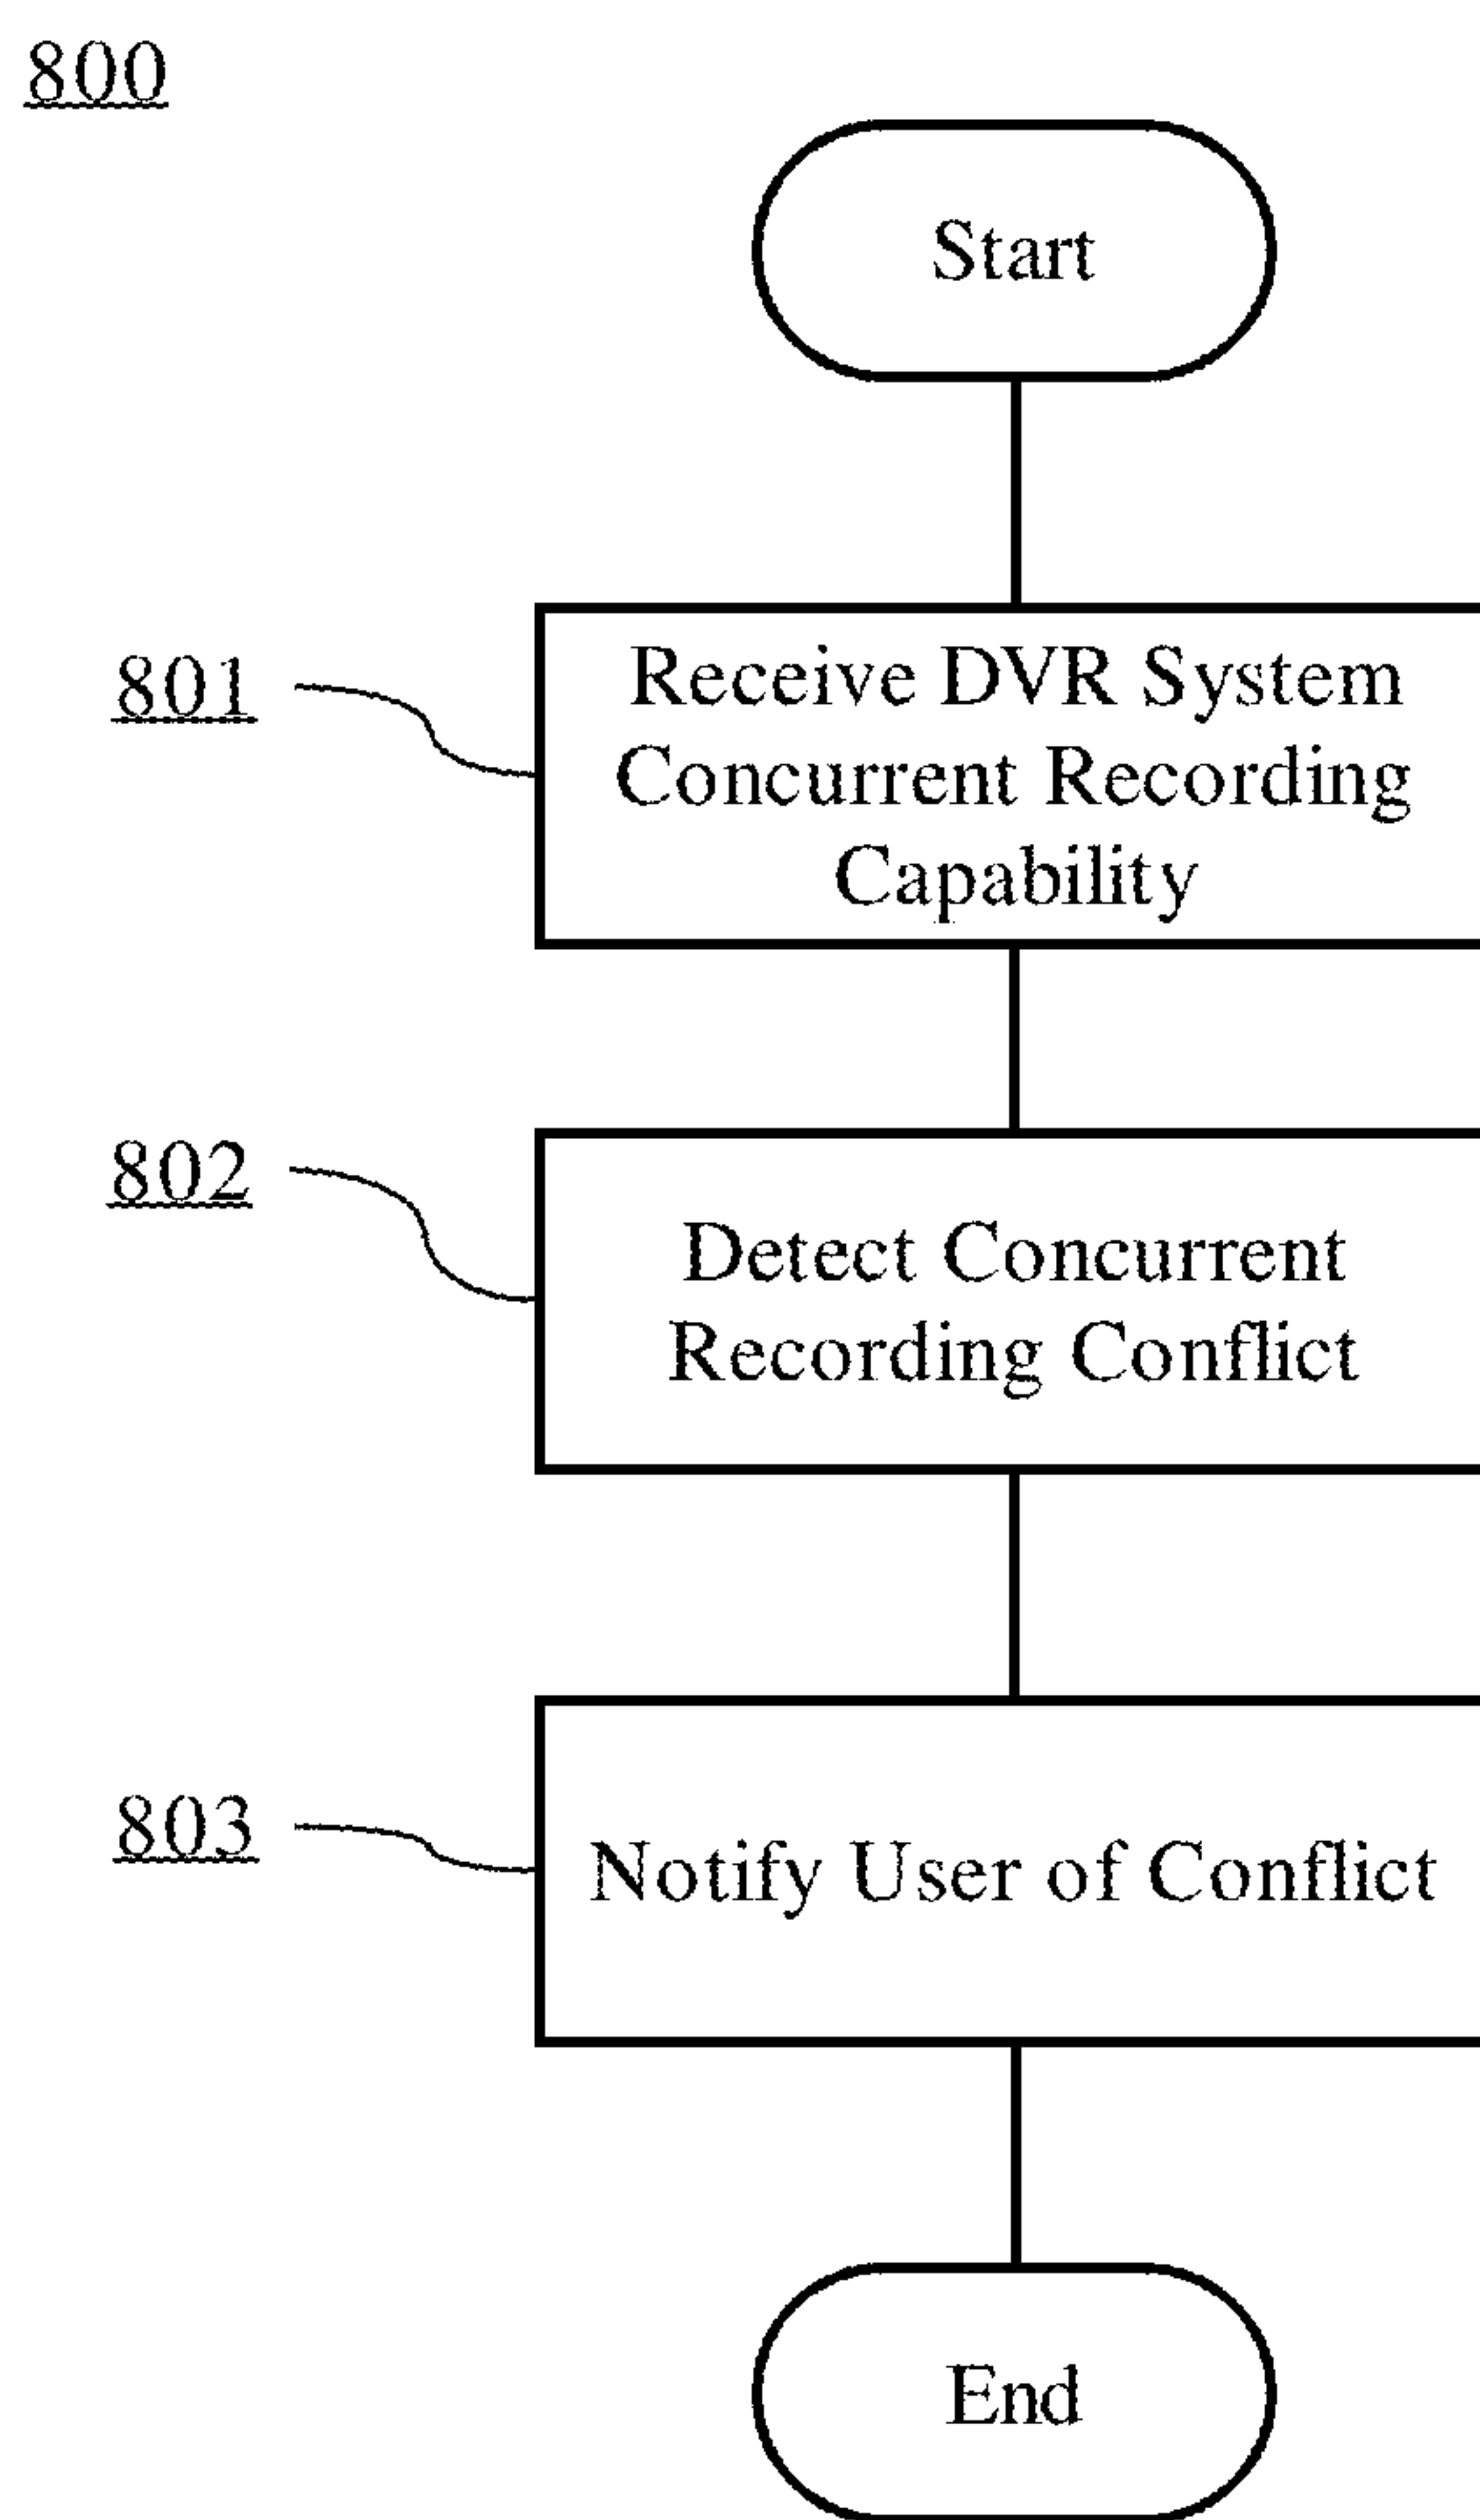 800
Start
801
Receive DVR System
Concurrent Recording
Capability
802
Detect Concurrent
Recording Conflict
803
Notify User of Conflict
End